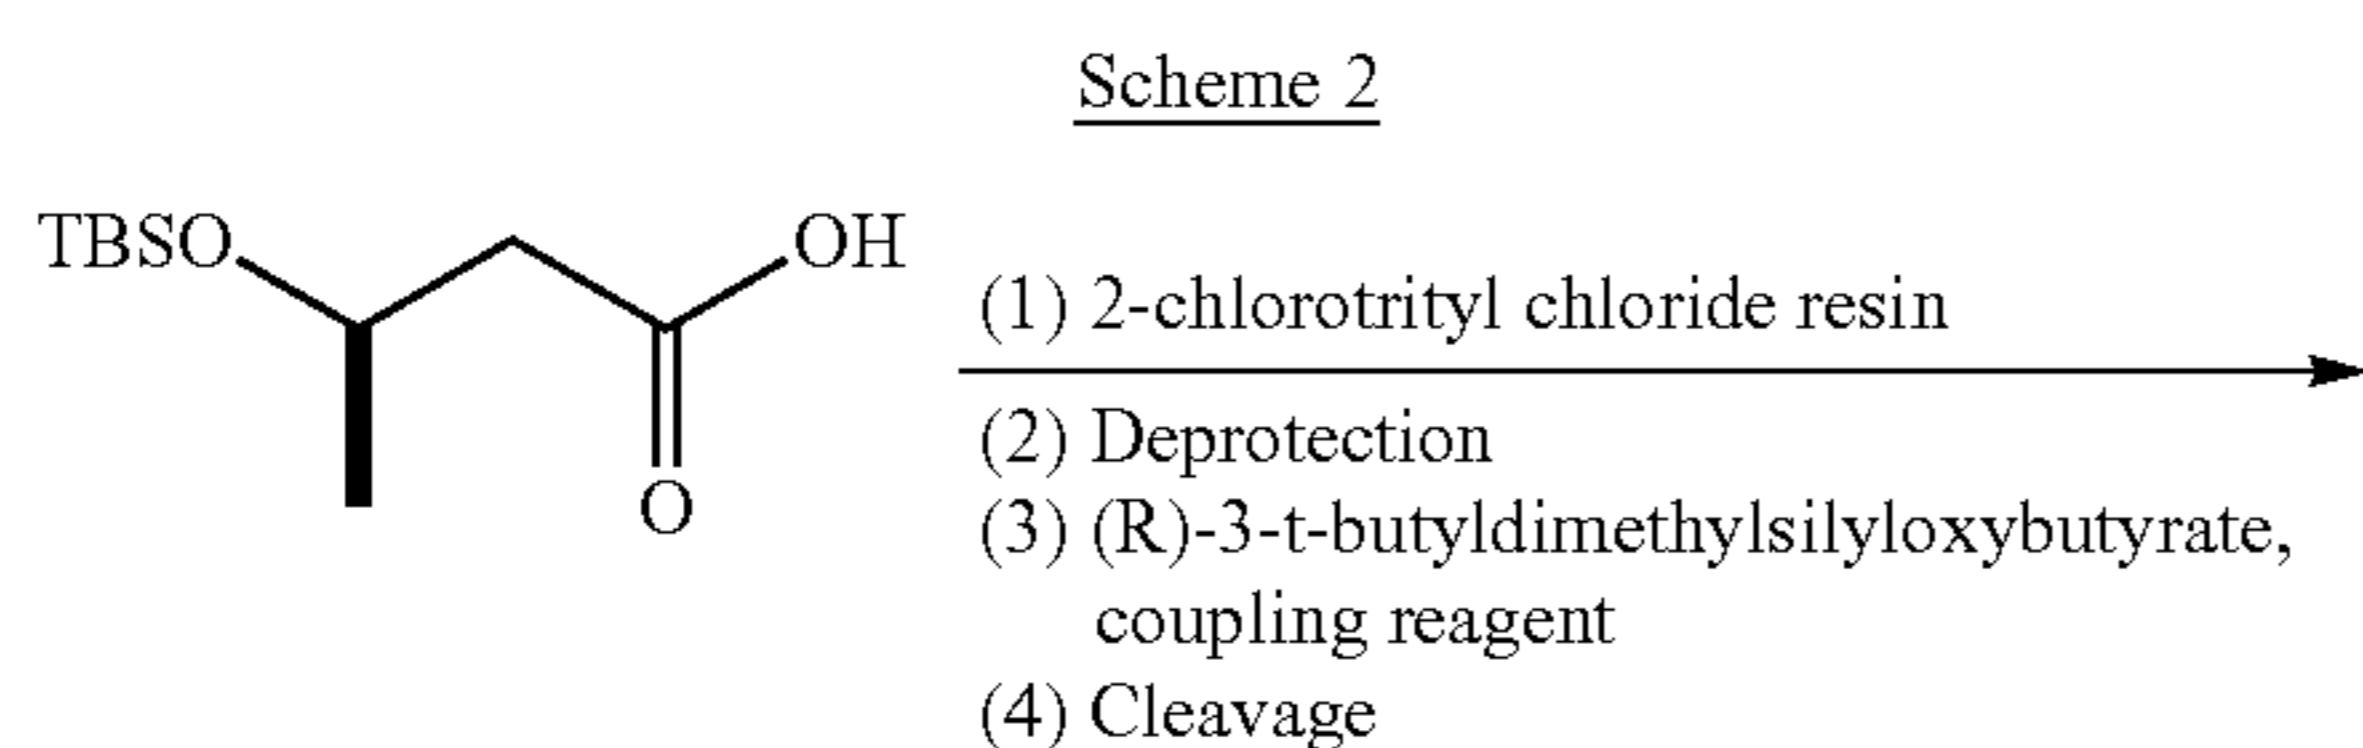 Scheme 2
TBSO
OH
O
(1) 2-chlorotrityl chloride resin
(2) Deprotection
(3) (R)-3-t-butyldimethylsilyloxybutyrate,
coupling reagent
(4) Cleavage